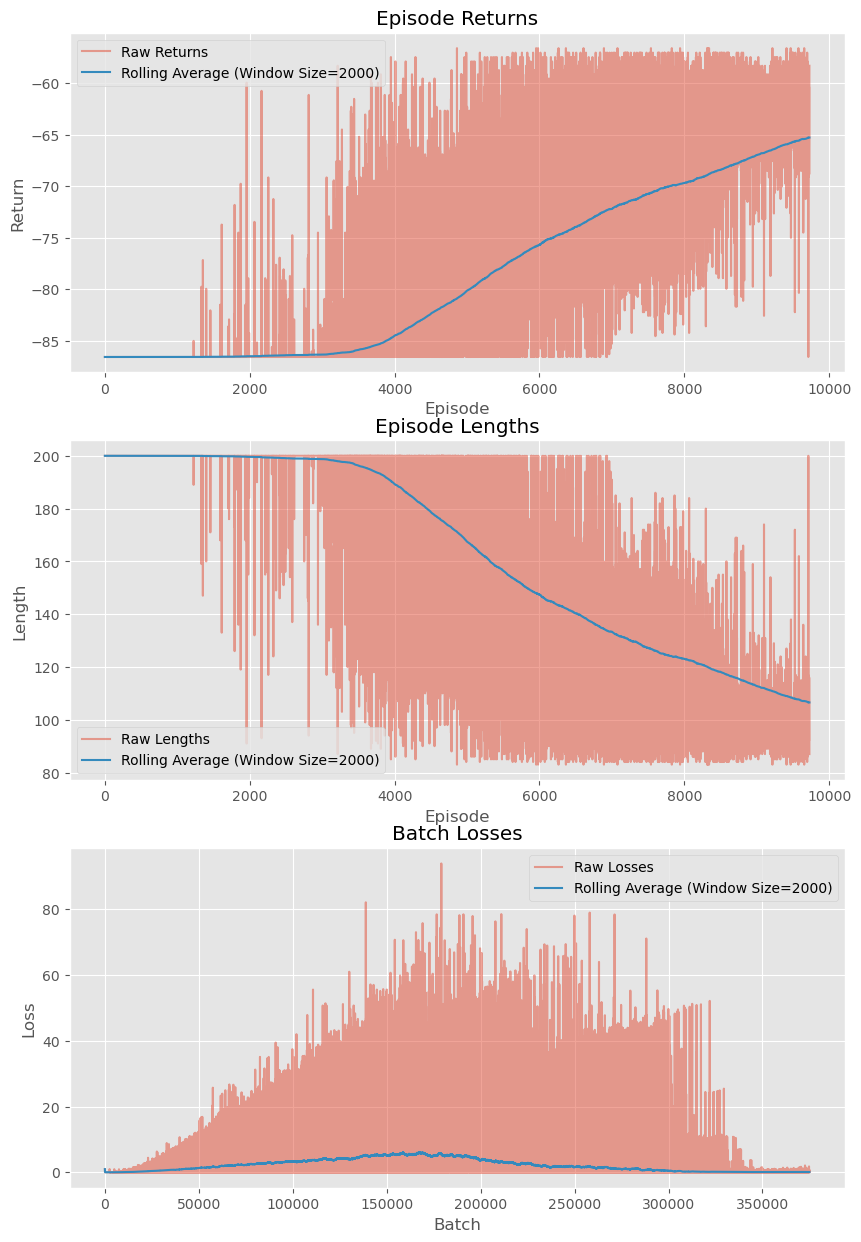 Episode Returns
Raw Returns
Rolling Average (Window Size=2000)
−60
−65
−70
−75
−80
−85
Return
0 2000 4000 6000 8000 10000
Episode
Episode Lengths
200
180
160
140
120
100
80
Length
Raw Lengths
Rolling Average (Window Size=2000)
0 2000 4000 6000 8000 10000
Episode
Batch Losses
Raw Losses
Rolling Average (Window Size=2000)
80
60
40
20
0
Loss
0 50000 100000 150000 200000 250000 300000 350000
Batch